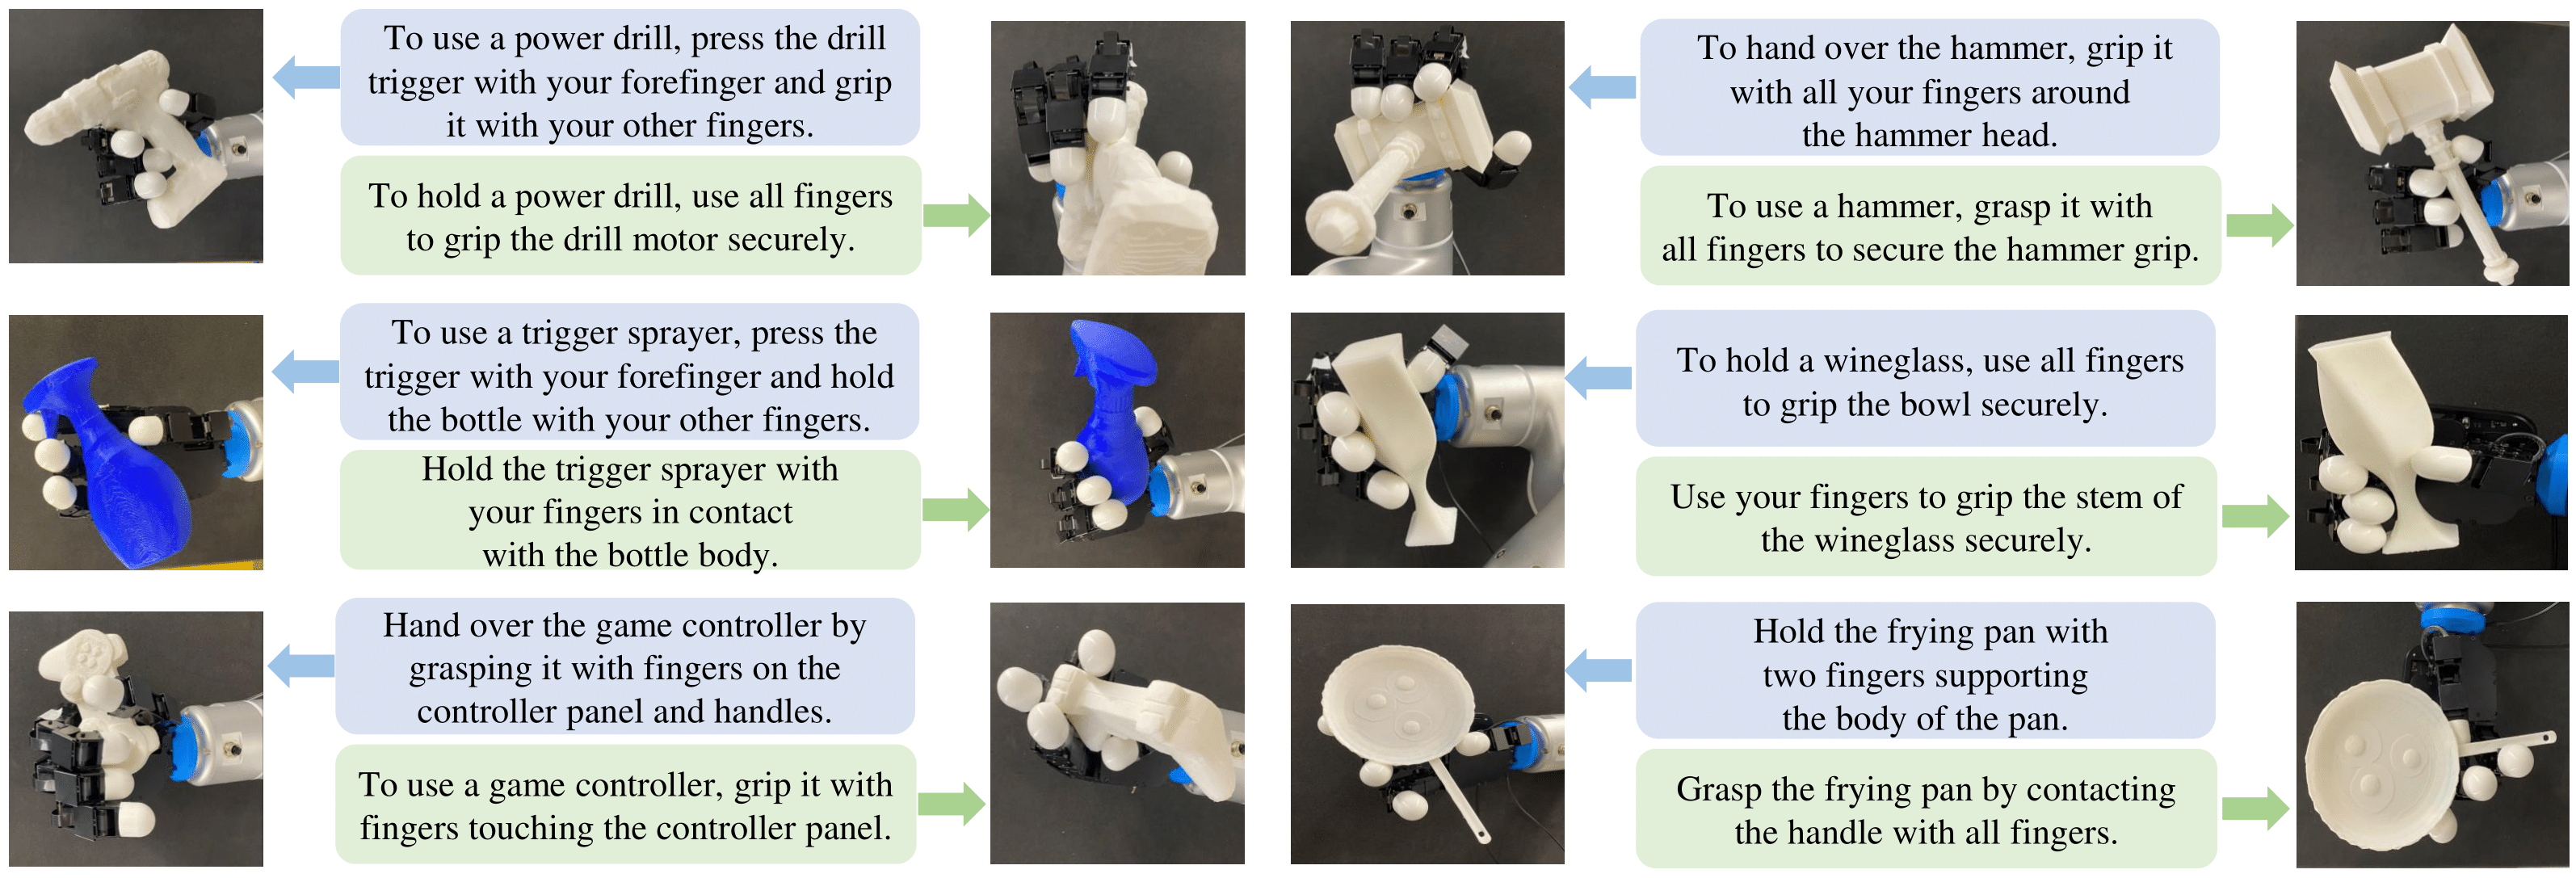 To use a power drill, press the drill
trigger with your forefinger and grip
it with your other fingers.
To hold a power drill, use all fingers
to grip the drill motor securely.
To hand over the hammer, grip it
with all your fingers around
the hammer head.
To use a hammer, grasp it with
all fingers to secure the hammer grip.
To use a trigger sprayer, press the
trigger with your forefinger and hold
the bottle with your other fingers.
Hold the trigger sprayer with
your fingers in contact
with the bottle body.
To hold a wineglass, use all fingers
to grip the bowl securely.
Use your fingers to grip the stem of
the wineglass securely.
Hand over the game controller by
grasping it with fingers on the
controller panel and handles.
To use a game controller, grip it with
fingers touching the controller panel.
Hold the frying pan with
two fingers supporting
the body of the pan.
Grasp the frying pan by contacting
the handle with all fingers.